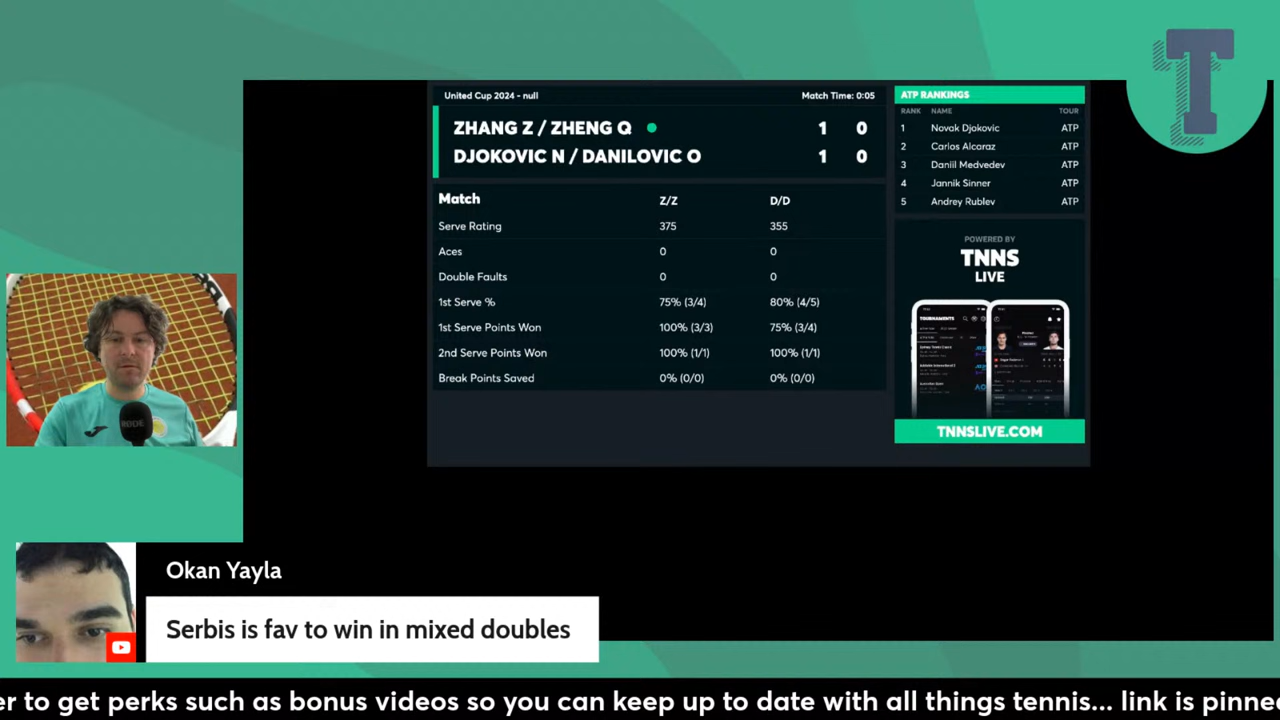 T
United Cup 2024 - null
Match Time: 0:05
ZHANG Z / ZHENG Q 1 0
DJOKOVIC N / DANILOVIC O 1 0
Match Z/Z D/D
Serve Rating 375 355
Aces 0 0
Double Faults 0 0
1st Serve % 75% (3/4) 80% (4/5)
1st Serve Points Won 100% (3/3) 75% (3/4)
2nd Serve Points Won 100% (1/1) 100% (1/1)
Break Points Saved 0% (0/0) 0% (0/0)
ATP RANKINGS
RANK NAME TOUR
1 Novak Djokovic ATP
2 Carlos Alcaraz ATP
3 Daniil Medvedev ATP
4 Jannik Sinner ATP
5 Andrey Rublev ATP
POWERED BY
TNNS
LIVE
TOURNAMENTS
TNNSLIVE.COM
RODE
Okan Yayla
Serbis is fav to win in mixed doubles
er to get perks such as bonus videos so you can keep up to date with all things tennis... link is pinned